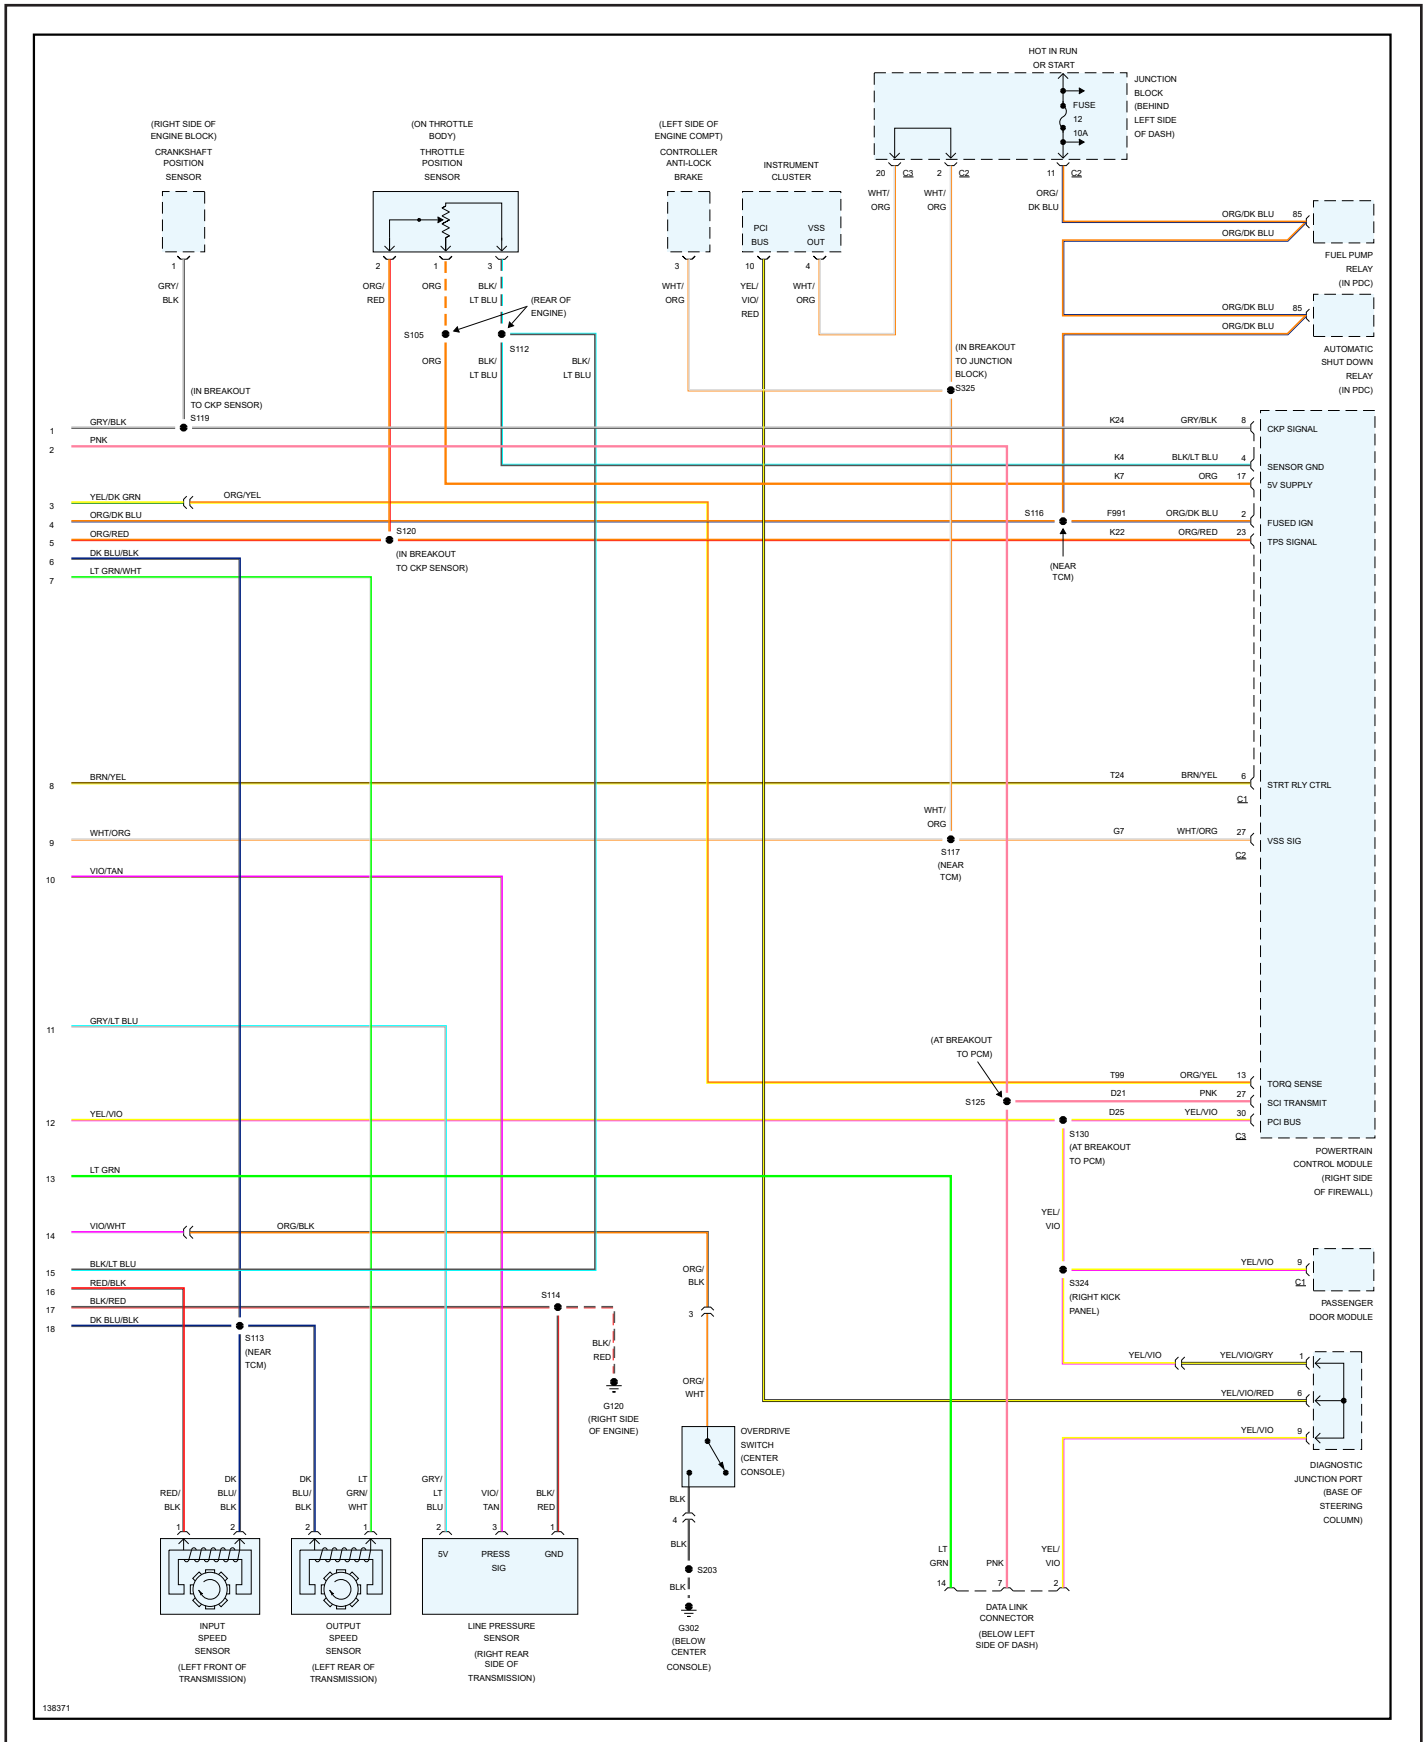 HOT IN RUN
OR START
JUNCTION
BLOCK
(BEHIND
LEFT SIDE
OF DASH)
FUSE
12
10A
(RIGHT SIDE OF
ENGINE BLOCK)
CRANKSHAFT
POSITION
SENSOR
(ON THROTTLE
BODY)
THROTTLE
POSITION
SENSOR
(LEFT SIDE OF
ENGINE COMPT)
CONTROLLER
ANTI-LOCK
BRAKE
INSTRUMENT
CLUSTER
PCI
BUS
VSS
OUT
20 C3 2 C2 11 C2
WHT/
ORG
WHT/
ORG
ORG/
DK BLU
ORG/DK BLU 85
ORG/DK BLU
FUEL PUMP
RELAY
(IN PDC)
ORG/DK BLU 85
ORG/DK BLU
AUTOMATIC
SHUT DOWN
RELAY
(IN PDC)
1 2 1 3 3 10 4
GRY/
BLK
ORG/
RED
ORG
BLK/
LT BLU
WHT/
ORG
YEL/
VIO/
RED
WHT/
ORG
(REAR OF
ENGINE)
S105
S112
ORG
BLK/
LT BLU
BLK/
LT BLU
(IN BREAKOUT
TO JUNCTION
BLOCK)
S325
(IN BREAKOUT
TO CKP SENSOR)
S119
1 GRY/BLK K24 GRY/BLK 8 CKP SIGNAL
2 PNK
K4 BLK/LT BLU 4 SENSOR GND
K7 ORG 17 5V SUPPLY
3 YEL/DK GRN ORG/YEL
4 ORG/DK BLU S116 F991 ORG/DK BLU 2 FUSED IGN
5 ORG/RED S120 K22 ORG/RED 23 TPS SIGNAL
(IN BREAKOUT
TO CKP SENSOR)
(NEAR
TCM)
6 DK BLU/BLK
7 LT GRN/WHT
8 BRN/YEL T24 BRN/YEL 6 STRT RLY CTRL
C1
WHT/
ORG
9 WHT/ORG G7 WHT/ORG 27 VSS SIG
C2
S117
(NEAR
TCM)
10 VIO/TAN
11 GRY/LT BLU
(AT BREAKOUT
TO PCM)
T99 ORG/YEL 13 TORQ SENSE
S125 D21 PNK 27 SCI TRANSMIT
12 YEL/VIO D25 YEL/VIO 30 PCI BUS
C3
S130
(AT BREAKOUT
TO PCM)
POWERTRAIN
CONTROL MODULE
(RIGHT SIDE
OF FIREWALL)
13 LT GRN
YEL/
VIO
14 VIO/WHT ORG/BLK
15 BLK/LT BLU
16 RED/BLK
17 BLK/RED
18 DK BLU/BLK
S113
(NEAR
TCM)
S114
BLK/
RED
G120
(RIGHT SIDE
OF ENGINE)
ORG/
BLK
3
ORG/
WHT
S324
(RIGHT KICK
PANEL)
YEL/VIO 9
C1
PASSENGER
DOOR MODULE
YEL/VIO YEL/VIO/GRY 1
YEL/VIO/RED 6
YEL/VIO 9
DIAGNOSTIC
JUNCTION PORT
(BASE OF
STEERING
COLUMN)
OVERDRIVE
SWITCH
(CENTER
CONSOLE)
BLK
4
BLK
S203
BLK
G302
(BELOW
CENTER
CONSOLE)
RED/
BLK
1
DK
BLU/
BLK
2
DK
BLU/
BLK
2
LT
GRN/
WHT
1
GRY/
LT
BLU
2
VIO/
TAN
3
BLK/
RED
1
5V
PRESS
SIG
GND
INPUT
SPEED
SENSOR
(LEFT FRONT OF
TRANSMISSION)
OUTPUT
SPEED
SENSOR
(LEFT REAR OF
TRANSMISSION)
LINE PRESSURE
SENSOR
(RIGHT REAR
SIDE OF
TRANSMISSION)
LT
GRN
14
PNK
7
YEL/
VIO
2
DATA LINK
CONNECTOR
(BELOW LEFT
SIDE OF DASH)
138371